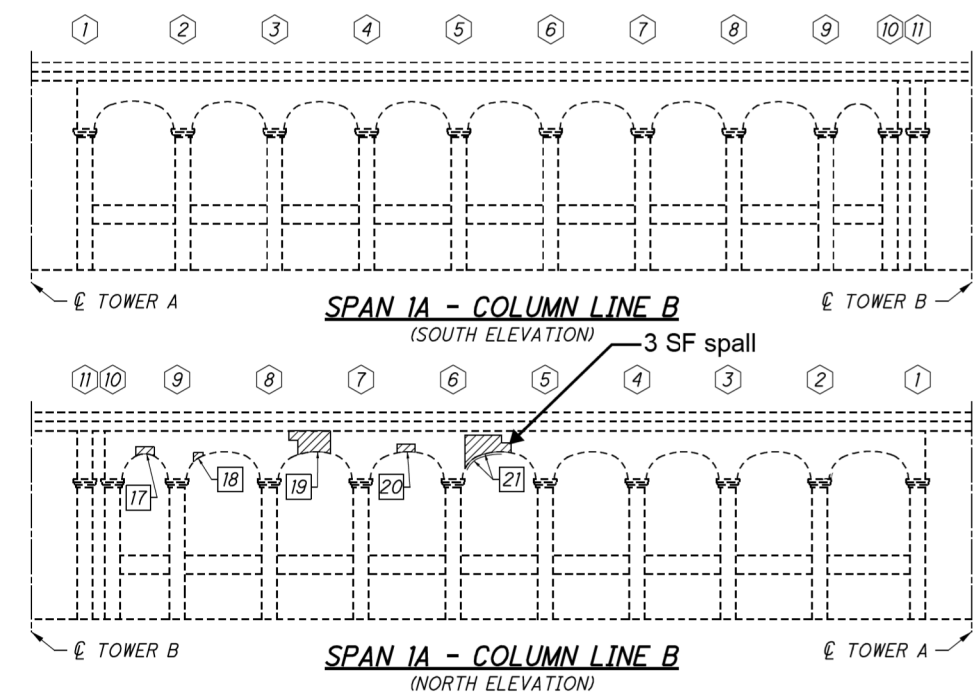 1 2 3 4 5 6 7 8 9 10 11
℄ TOWER A
℄ TOWER B
SPAN 1A - COLUMN LINE B
(SOUTH ELEVATION)
3 SF spall
11 10 9 8 7 6 5 4 3 2 1
17 18 19 20 21
℄ TOWER B
℄ TOWER A
SPAN 1A - COLUMN LINE B
(NORTH ELEVATION)